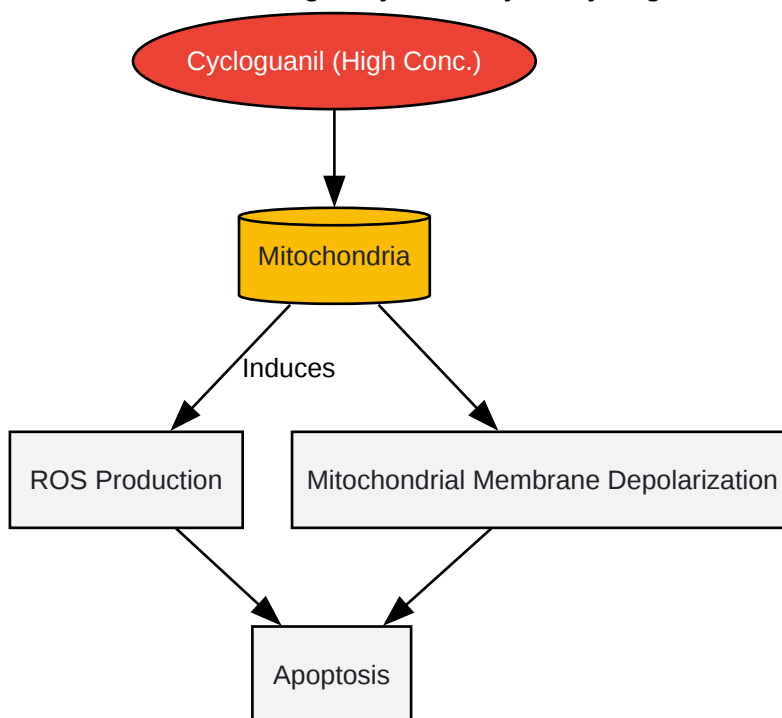 Cycloguanil (High Conc.)
Mitochondria
Induces
ROS Production
Mitochondrial Membrane Depolarization
Apoptosis